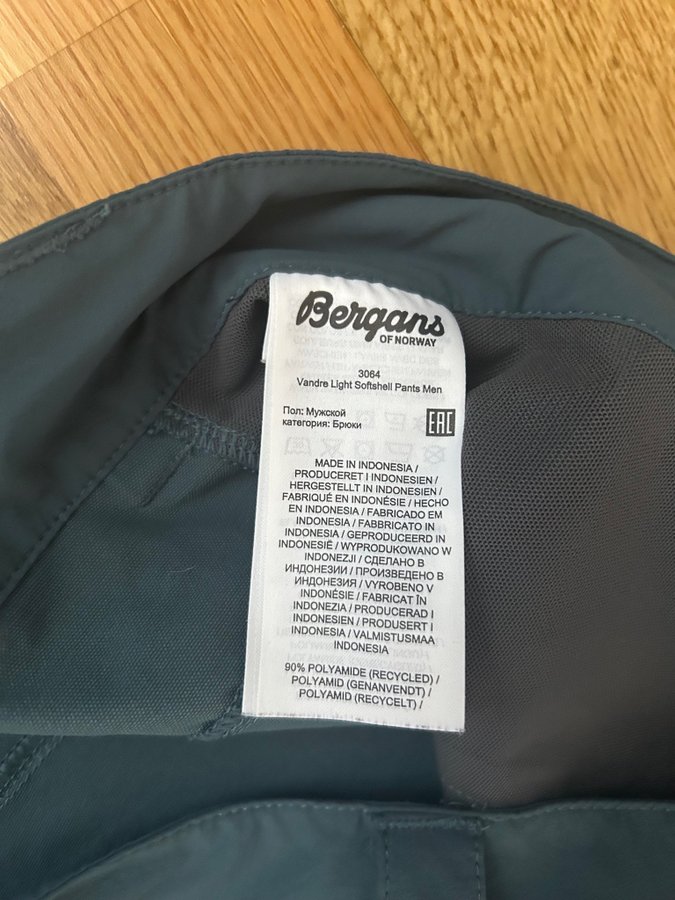 Bergans
OF NORWAY
3064
Vandre Light Softshell Pants Men
Пол: Мужской
категория: Брюки
EAC
MADE IN INDONESIA /
PRODUCERET I INDONESIEN /
HERGESTELLT IN INDONESIEN /
FABRIQUÉ EN INDONÉSIE / HECHO
EN INDONESIA / FABRICADO EM
INDONESIA / FABBRICATO IN
INDONESIA / GEPRODUCEERD IN
INDONESIË / WYPRODUKOWANO W
INDONEZJI / СДЕЛАНО В
ИНДОНЕЗИИ / ПРОИЗВЕДЕНО В
ИНДОНЕЗИЯ / VYROBENO V
INDONÉSIE / FABRICAT ÎN
INDONEZIA / PRODUCERAD I
INDONESIEN / PRODUSERT I
INDONESIA / VALMISTUSMAA
INDONESIA
90% POLYAMIDE (RECYCLED) /
POLYAMID (GENANVENDT) /
POLYAMID (RECYCELT) /